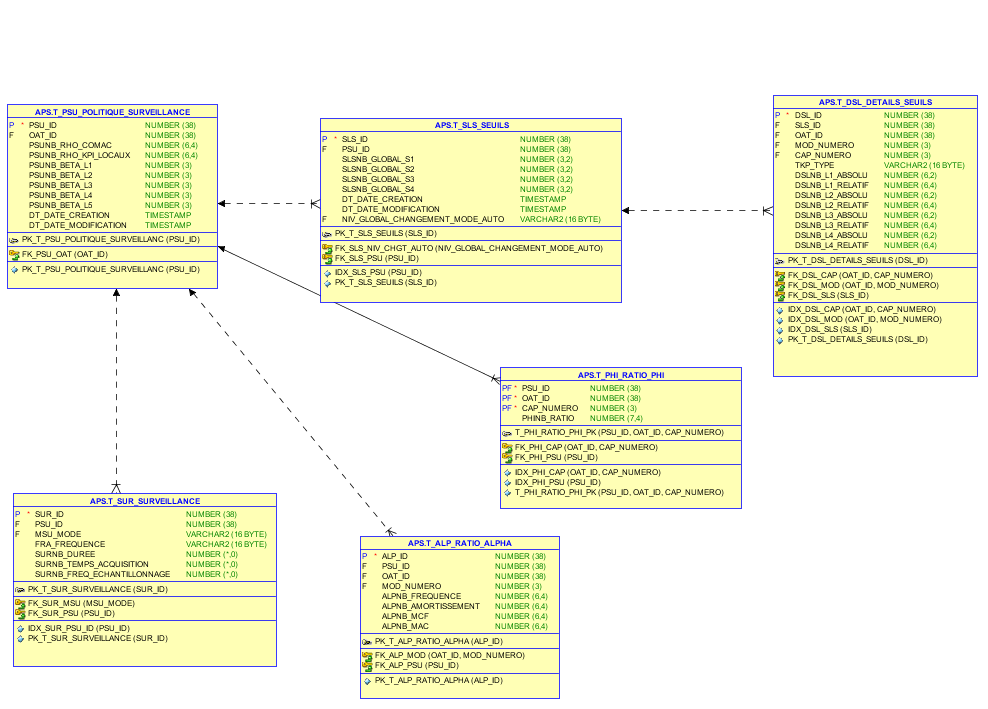 APS.T_PSU_POLITIQUE_SURVEILLANCE
P * PSU_ID NUMBER (38)
F OAT_ID NUMBER (38)
PSUNB_RHO_COMAC NUMBER (6,4)
PSUNB_RHO_KPI_LOCAUX NUMBER (6,4)
PSUNB_BETA_L1 NUMBER (3)
PSUNB_BETA_L2 NUMBER (3)
PSUNB_BETA_L3 NUMBER (3)
PSUNB_BETA_L4 NUMBER (3)
PSUNB_BETA_L5 NUMBER (3)
DT_DATE_CREATION TIMESTAMP
DT_DATE_MODIFICATION TIMESTAMP
PK_T_PSU_POLITIQUE_SURVEILLANC (PSU_ID)
FK_PSU_OAT (OAT_ID)
PK_T_PSU_POLITIQUE_SURVEILLANC (PSU_ID)
APS.T_SLS_SEUILS
P * SLS_ID NUMBER (38)
F PSU_ID NUMBER (38)
SLSNB_GLOBAL_S1 NUMBER (3,2)
SLSNB_GLOBAL_S2 NUMBER (3,2)
SLSNB_GLOBAL_S3 NUMBER (3,2)
SLSNB_GLOBAL_S4 NUMBER (3,2)
DT_DATE_CREATION TIMESTAMP
DT_DATE_MODIFICATION TIMESTAMP
F NIV_GLOBAL_CHANGEMENT_MODE_AUTO VARCHAR2 (16 BYTE)
PK_T_SLS_SEUILS (SLS_ID)
FK_SLS_NIV_CHGT_AUTO (NIV_GLOBAL_CHANGEMENT_MODE_AUTO)
FK_SLS_PSU (PSU_ID)
IDX_SLS_PSU (PSU_ID)
PK_T_SLS_SEUILS (SLS_ID)
APS.T_DSL_DETAILS_SEUILS
P * DSL_ID NUMBER (38)
F SLS_ID NUMBER (38)
F OAT_ID NUMBER (38)
F MOD_NUMERO NUMBER (3)
F CAP_NUMERO NUMBER (3)
TKP_TYPE VARCHAR2 (16 BYTE)
DSLNB_L1_ABSOLU NUMBER (6,2)
DSLNB_L1_RELATIF NUMBER (6,4)
DSLNB_L2_ABSOLU NUMBER (6,2)
DSLNB_L2_RELATIF NUMBER (6,4)
DSLNB_L3_ABSOLU NUMBER (6,2)
DSLNB_L3_RELATIF NUMBER (6,4)
DSLNB_L4_ABSOLU NUMBER (6,2)
DSLNB_L4_RELATIF NUMBER (6,4)
PK_T_DSL_DETAILS_SEUILS (DSL_ID)
FK_DSL_CAP (OAT_ID, CAP_NUMERO)
FK_DSL_MOD (OAT_ID, MOD_NUMERO)
FK_DSL_SLS (SLS_ID)
IDX_DSL_CAP (OAT_ID, CAP_NUMERO)
IDX_DSL_MOD (OAT_ID, MOD_NUMERO)
IDX_DSL_SLS (SLS_ID)
PK_T_DSL_DETAILS_SEUILS (DSL_ID)
APS.T_PHI_RATIO_PHI
PF * PSU_ID NUMBER (38)
PF * OAT_ID NUMBER (38)
PF * CAP_NUMERO NUMBER (3)
PHINB_RATIO NUMBER (7,4)
T_PHI_RATIO_PHI_PK (PSU_ID, OAT_ID, CAP_NUMERO)
FK_PHI_CAP (OAT_ID, CAP_NUMERO)
FK_PHI_PSU (PSU_ID)
IDX_PHI_CAP (OAT_ID, CAP_NUMERO)
IDX_PHI_PSU (PSU_ID)
T_PHI_RATIO_PHI_PK (PSU_ID, OAT_ID, CAP_NUMERO)
APS.T_SUR_SURVEILLANCE
P * SUR_ID NUMBER (38)
F PSU_ID NUMBER (38)
F MSU_MODE VARCHAR2 (16 BYTE)
FRA_FREQUENCE VARCHAR2 (16 BYTE)
SURNB_DUREE NUMBER (*,0)
SURNB_TEMPS_ACQUISITION NUMBER (*,0)
SURNB_FREQ_ECHANTILLONNAGE NUMBER (*,0)
PK_T_SUR_SURVEILLANCE (SUR_ID)
FK_SUR_MSU (MSU_MODE)
FK_SUR_PSU (PSU_ID)
IDX_SUR_PSU_ID (PSU_ID)
PK_T_SUR_SURVEILLANCE (SUR_ID)
APS.T_ALP_RATIO_ALPHA
P * ALP_ID NUMBER (38)
F PSU_ID NUMBER (38)
F OAT_ID NUMBER (38)
F MOD_NUMERO NUMBER (3)
ALPNB_FREQUENCE NUMBER (6,4)
ALPNB_AMORTISSEMENT NUMBER (6,4)
ALPNB_MCF NUMBER (6,4)
ALPNB_MAC NUMBER (6,4)
PK_T_ALP_RATIO_ALPHA (ALP_ID)
FK_ALP_MOD (OAT_ID, MOD_NUMERO)
FK_ALP_PSU (PSU_ID)
PK_T_ALP_RATIO_ALPHA (ALP_ID)